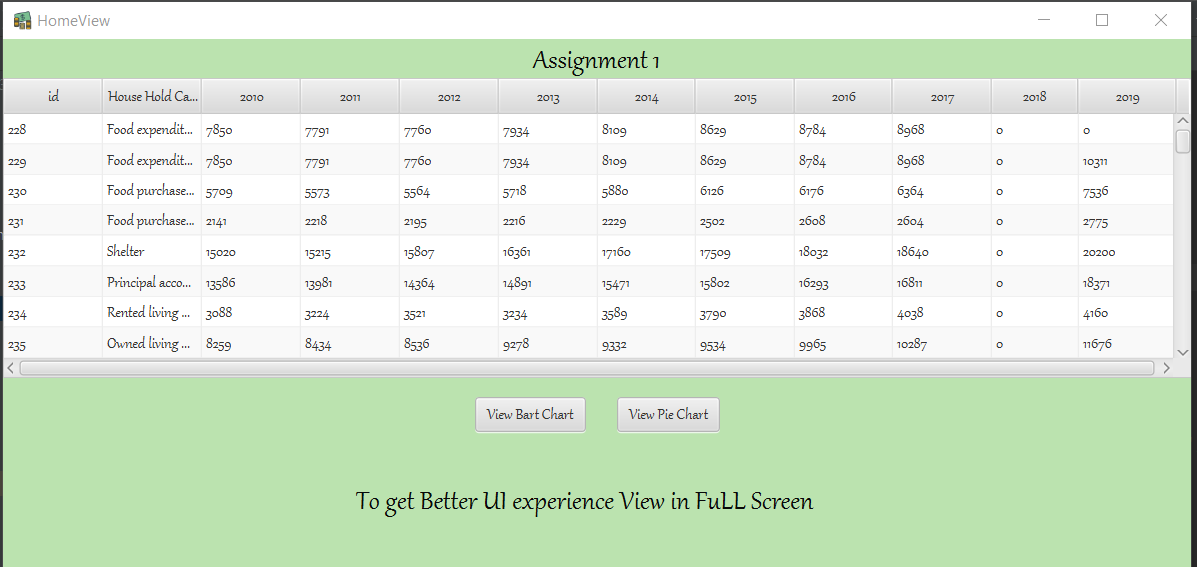 HomeView
Assignment 1
id House Hold Ca... 2010 2011 2012 2013 2014 2015 2016 2017 2018 2019
228 Food expendit... 7850 7791 7760 7934 8109 8629 8784 8968 0 0
229 Food expendit... 7850 7791 7760 7934 8109 8629 8784 8968 0 10311
230 Food purchase... 5709 5573 5564 5718 5880 6126 6176 6364 0 7536
231 Food purchase... 2141 2218 2195 2216 2229 2502 2608 2604 0 2775
232 Shelter 15020 15215 15807 16361 17160 17509 18032 18640 0 20200
233 Principal acco... 13586 13981 14364 14891 15471 15802 16293 16811 0 18371
234 Rented living ... 3088 3224 3521 3234 3589 3790 3868 4038 0 4160
235 Owned living ... 8259 8434 8536 9278 9332 9534 9965 10287 0 11676
View Bart Chart View Pie Chart
To get Better UI experience View in FuLL Screen